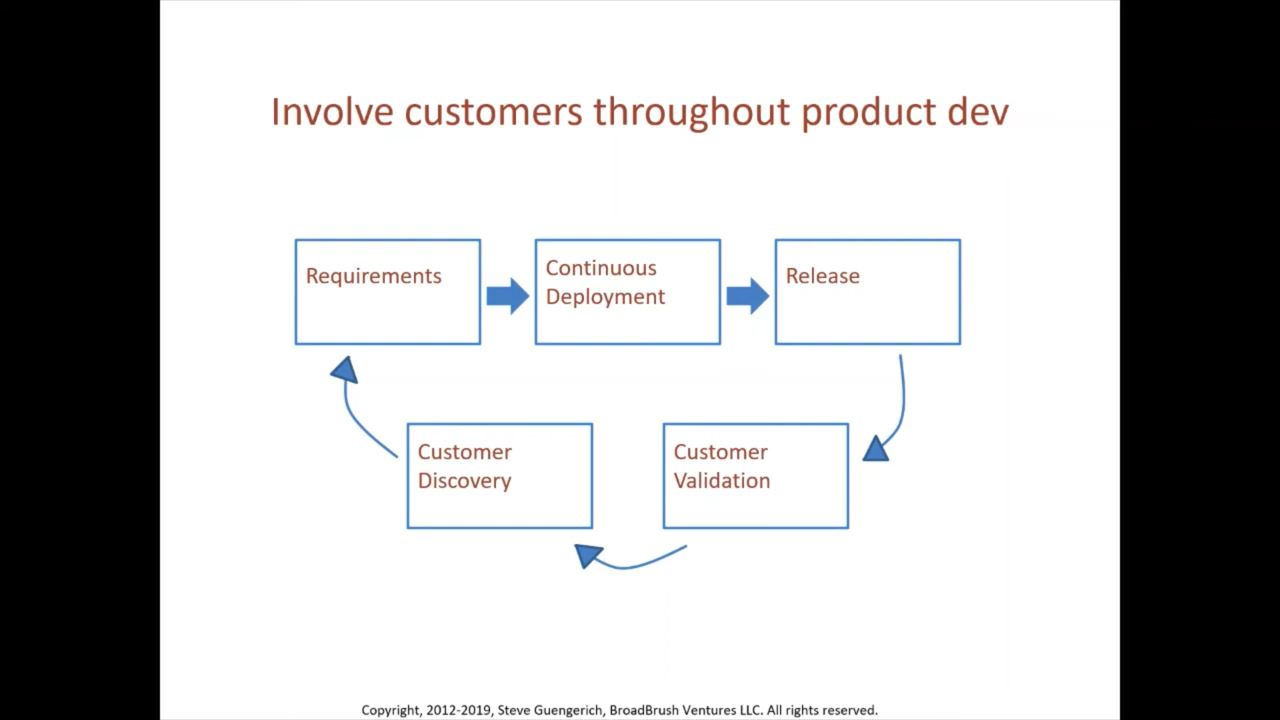 Involve customers throughout product dev
Requirements
Continuous
Deployment
Release
Customer
Discovery
Customer
Validation
Copyright, 2012-2019, Steve Guengerich, BroadBrush Ventures LLC. All rights reserved.